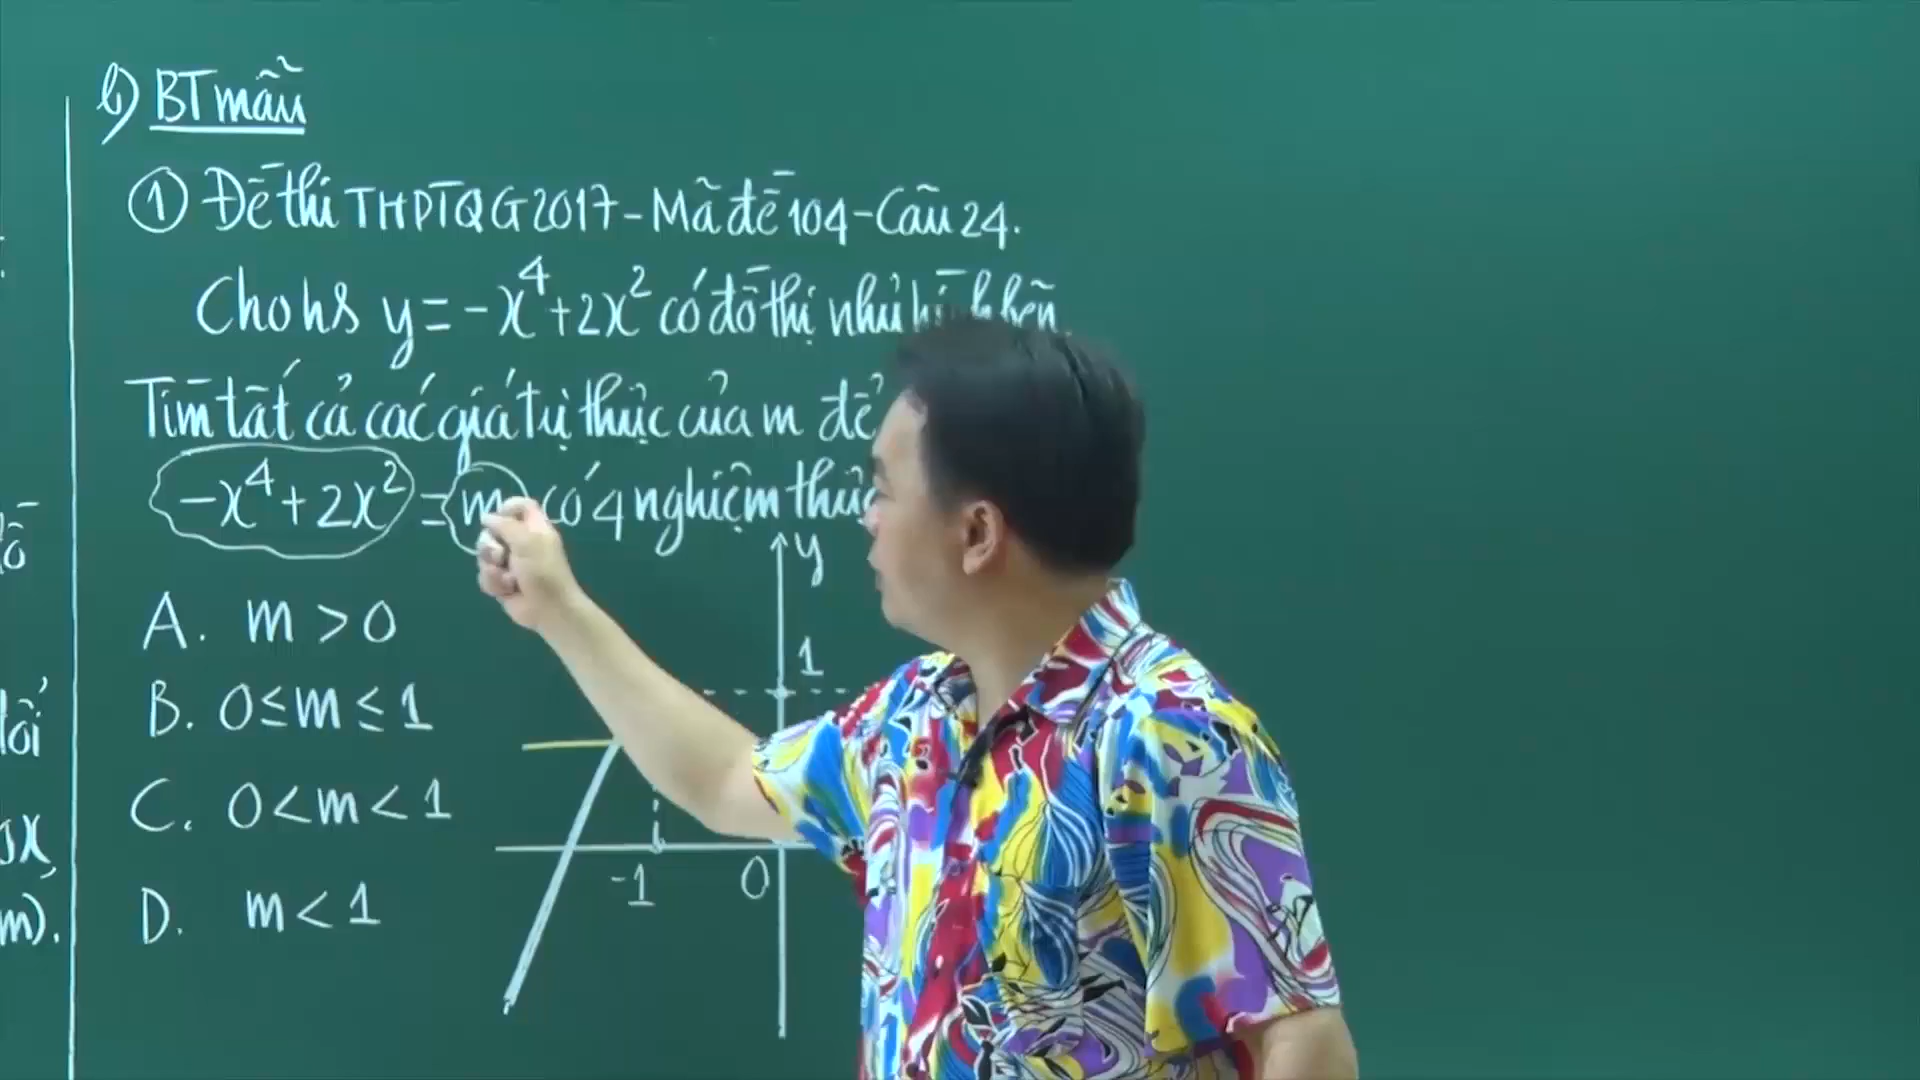 b) BT mẫu
① Đề thi THPTQG 2017 - Mã đề 104 - Câu 24.
Cho hs y = -x⁴ + 2x² có đồ thị như bên
Tìm tất cả các giá trị thực của m để
-x⁴ + 2x² = m có 4 nghiệm thực
A. m > 0
B. 0 ≤ m ≤ 1
C. 0 < m < 1
D. m < 1
y
1
-1 0
m).